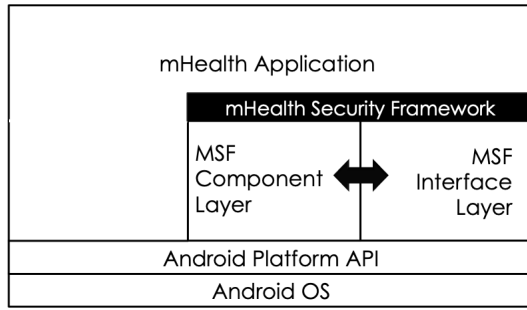 mHealth Application
mHealth Security Framework
MSF
Component
Layer
MSF
Interface
Layer
Android Platform API
Android OS